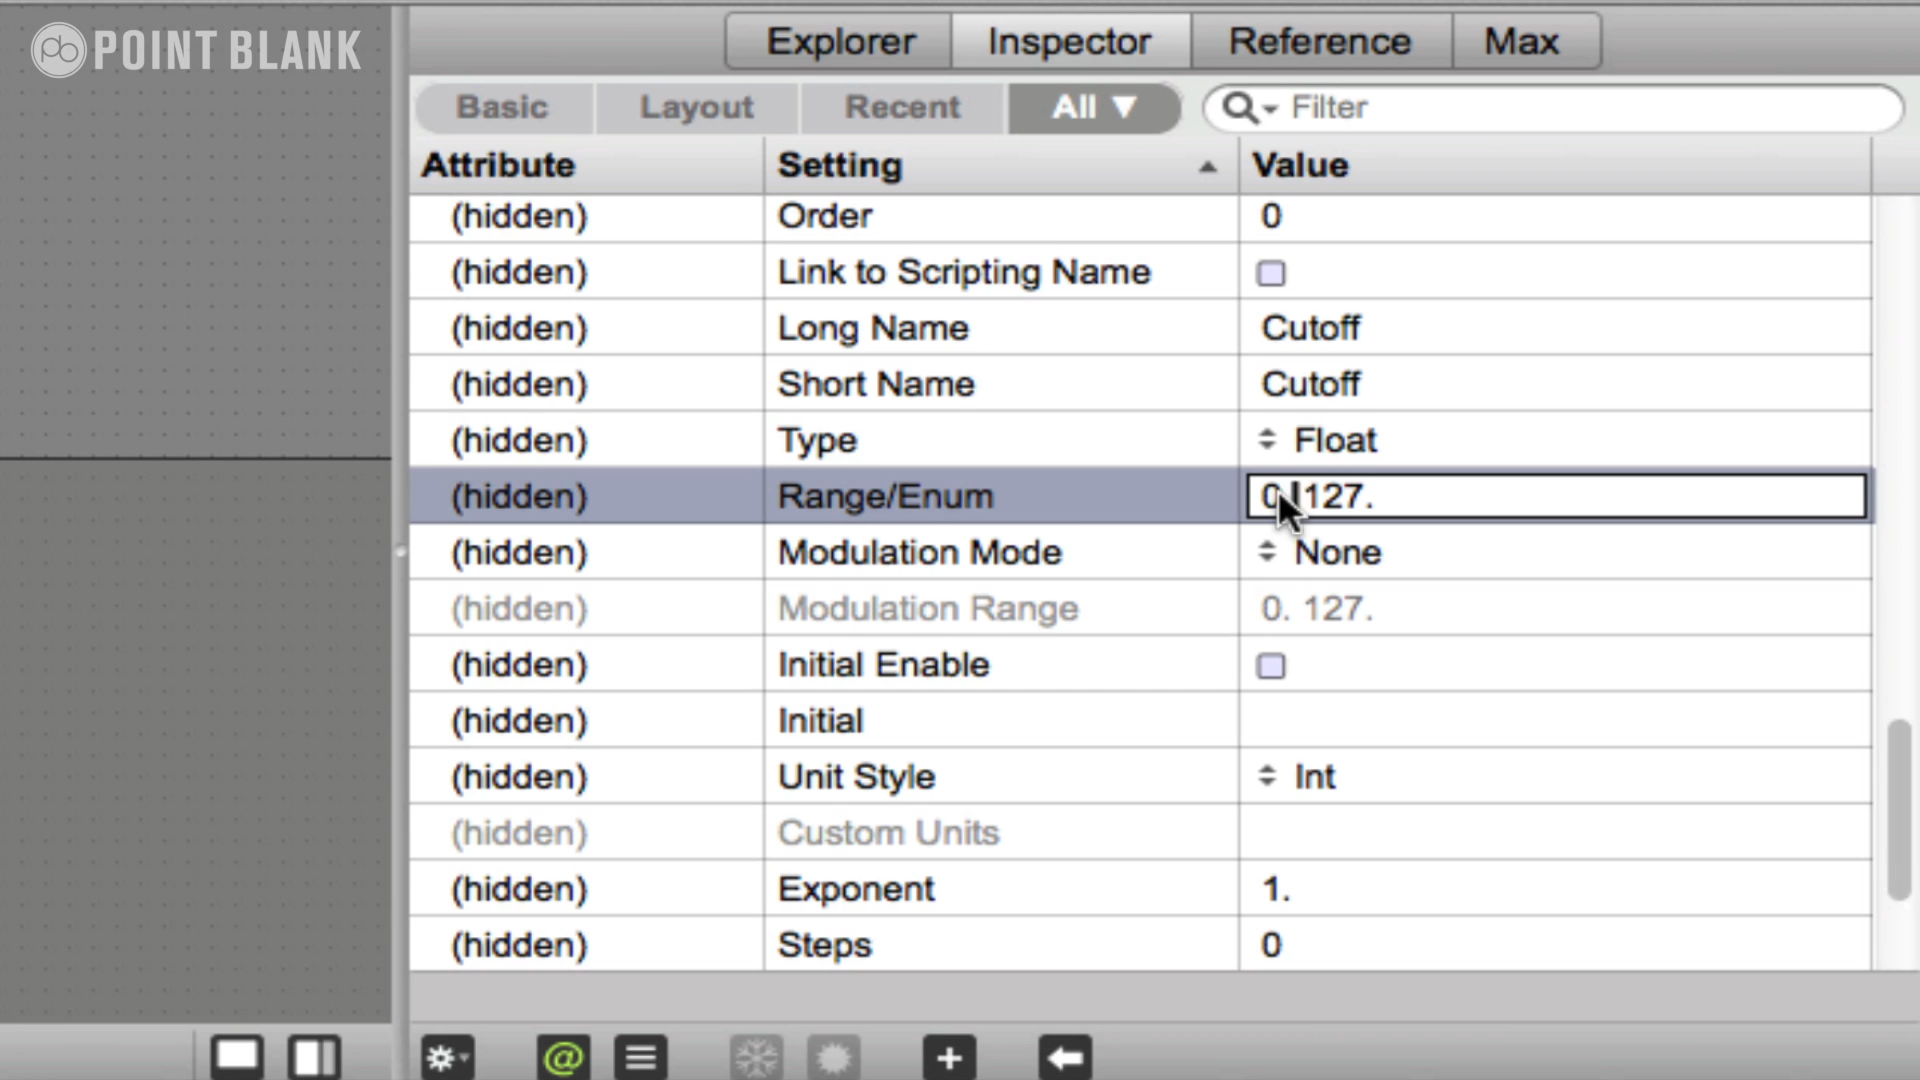 pb POINT BLANK
Explorer Inspector Reference Max
Basic Layout Recent All ▼ Filter
Attribute Setting Value
(hidden) Order 0
(hidden) Link to Scripting Name
(hidden) Long Name Cutoff
(hidden) Short Name Cutoff
(hidden) Type Float
(hidden) Range/Enum 0 127.
(hidden) Modulation Mode None
(hidden) Modulation Range 0. 127.
(hidden) Initial Enable
(hidden) Initial
(hidden) Unit Style Int
(hidden) Custom Units
(hidden) Exponent 1.
(hidden) Steps 0
@